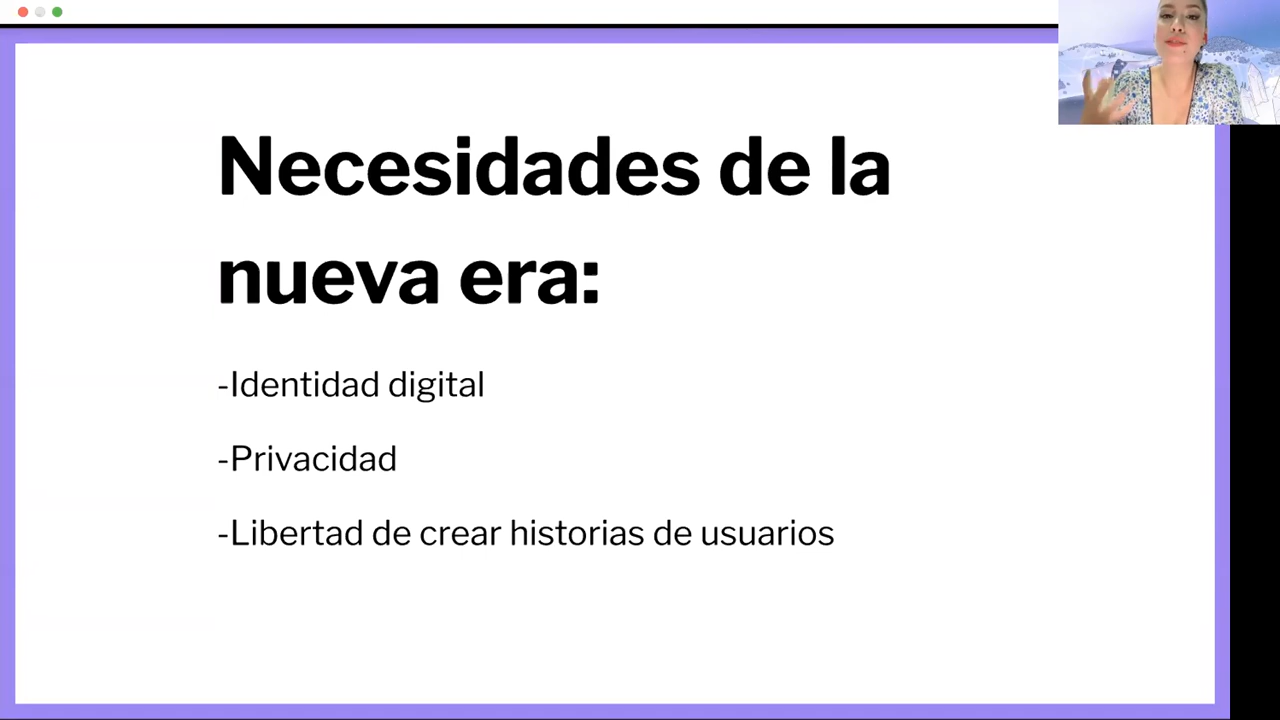 Necesidades de la
nueva era:
-Identidad digital
-Privacidad
-Libertad de crear historias de usuarios